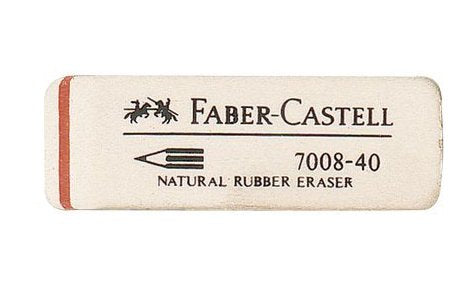 FABER-CASTELL
7008-40
NATURAL RUBBER ERASER